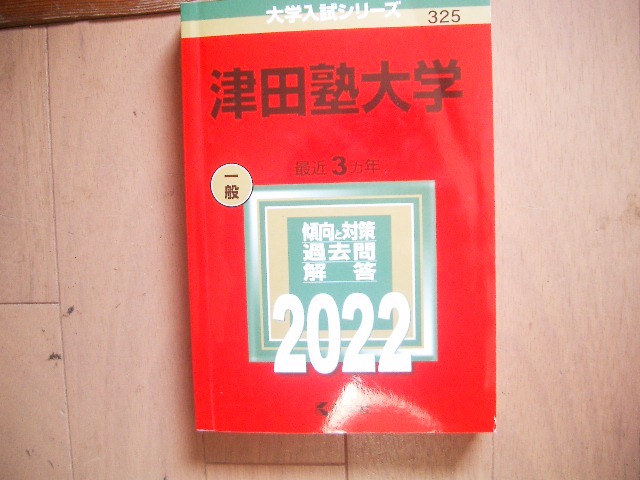 大学入試シリーズ
325
津田塾大学
最近3カ年
一般
傾向と対策
過去問
解答
2022